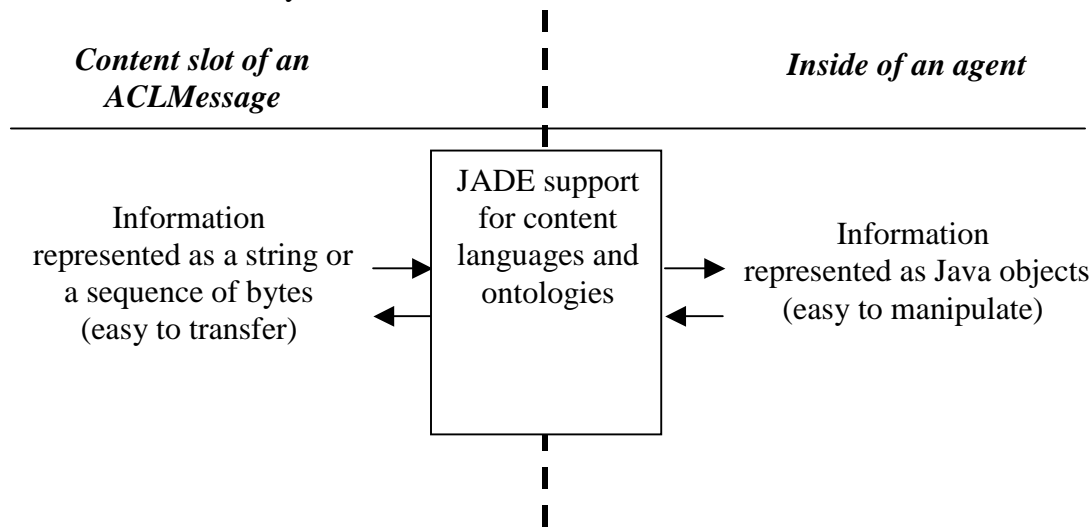 Content slot of an
ACLMessage
Inside of an agent
JADE support
for content
languages and
ontologies
Information
represented as a string or
a sequence of bytes
(easy to transfer)
Information
represented as Java objects
(easy to manipulate)